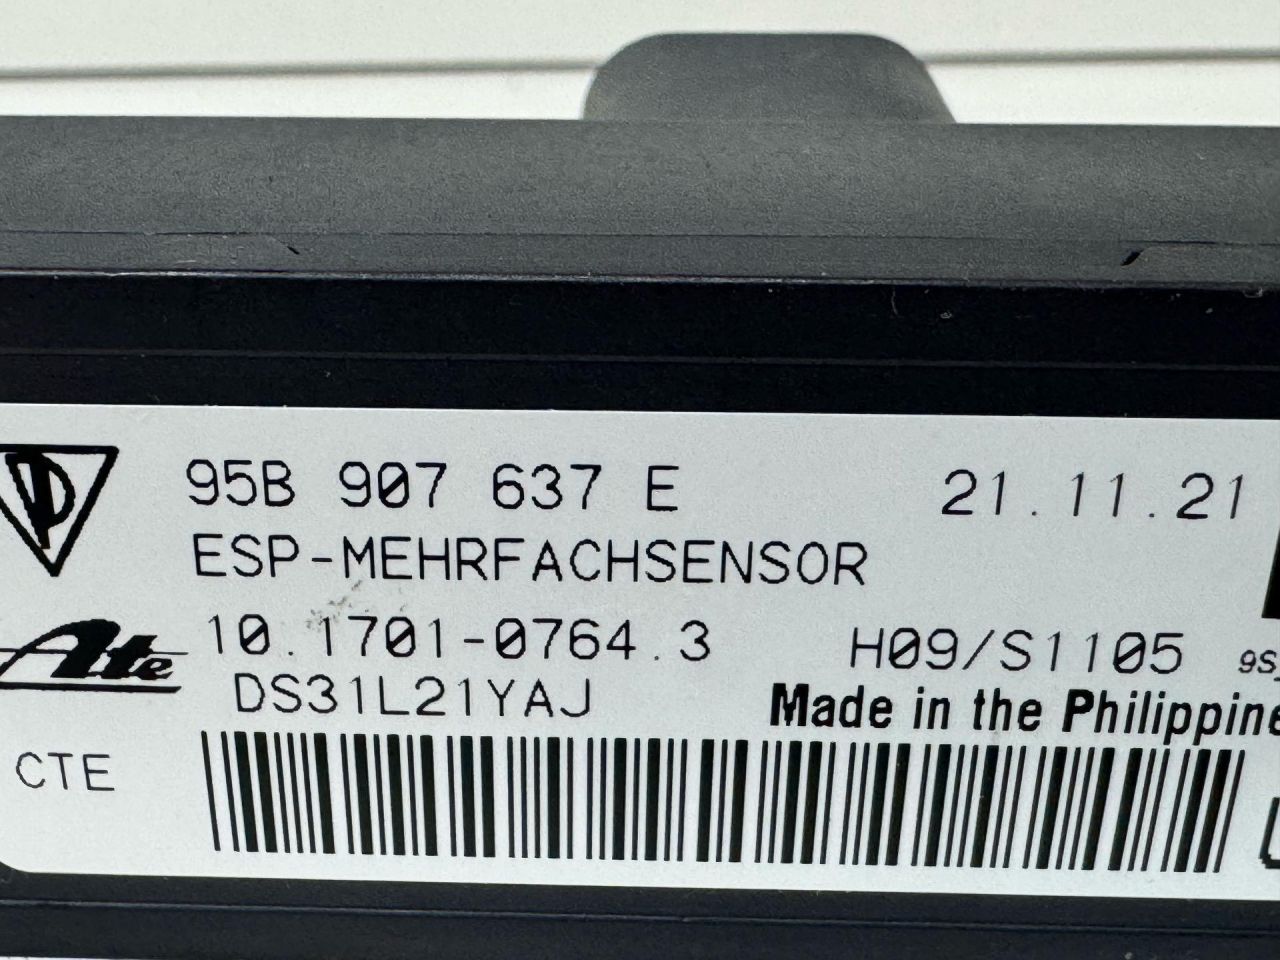 95B 907 637 E 21.11.21
ESP-MEHRFACHSENSOR
Ate 10.1701-0764.3 H09/S1105
DS31L21YAJ Made in the Philippine
CTE